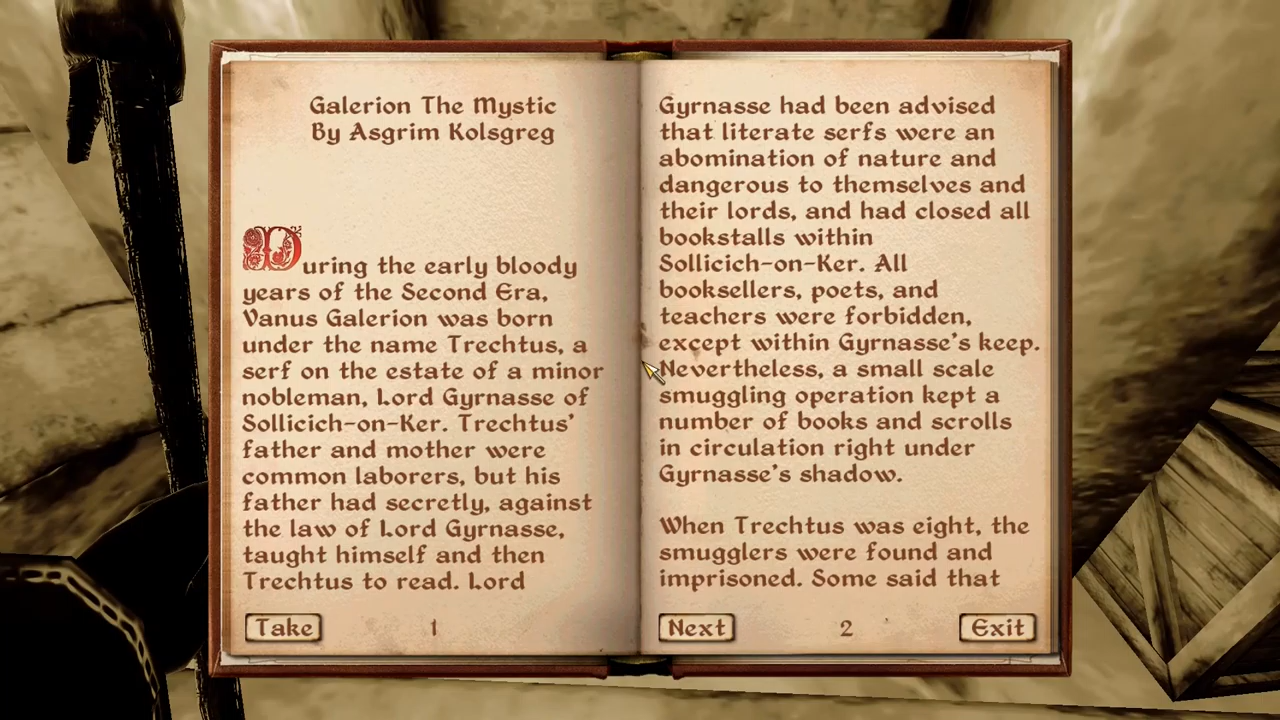 Galerion The Mystic
By Asgrim Kolsgreg
During the early bloody
years of the Second Era,
Vanus Galerion was born
under the name Trechtus, a
serf on the estate of a minor
nobleman, Lord Gyrnasse of
Sollicich-on-Ker. Trechtus'
father and mother were
common laborers, but his
father had secretly, against
the law of Lord Gyrnasse,
taught himself and then
Trechtus to read. Lord
Take
1
Gyrnasse had been advised
that literate serfs were an
abomination of nature and
dangerous to themselves and
their lords, and had closed all
bookstalls within
Sollicich-on-Ker. All
booksellers, poets, and
teachers were forbidden,
except within Gyrnasse's keep.
Nevertheless, a small scale
smuggling operation kept a
number of books and scrolls
in circulation right under
Gyrnasse's shadow.
When Trechtus was eight, the
smugglers were found and
imprisoned. Some said that
Next
2
Exit